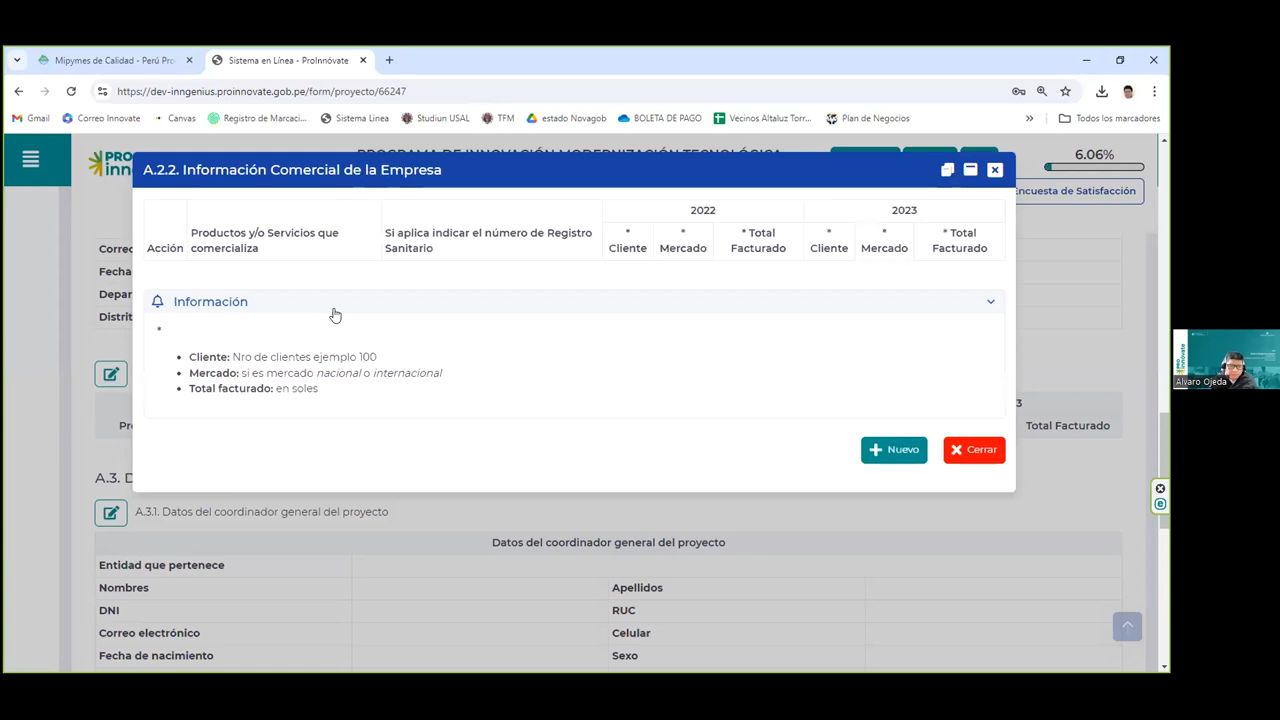 Mipymes de Calidad - Perú Pro
Sistema en Línea - ProInnóvate
https://dev-inngenius.proinnovate.gob.pe/form/proyecto/66247
Gmail
Correo Innovate
Canvas
Registro de Marcaci...
Sistema Linea
Studiun USAL
TFM
estado Novagob
BOLETA DE PAGO
Vecinos Altaluz Torr...
Plan de Negocios
Todos los marcadores
6.06%
Encuesta de Satisfacción
A.2.2. Información Comercial de la Empresa
2022
2023
Acción
Productos y/o Servicios que comercializa
Si aplica indicar el número de Registro Sanitario
* Cliente
* Mercado
* Total Facturado
* Cliente
* Mercado
* Total Facturado
Información
*
• Cliente: Nro de clientes ejemplo 100
• Mercado: si es mercado nacional o internacional
• Total facturado: en soles
Nuevo
Cerrar
Correo
Fecha
Depar
Distrit
3
Total Facturado
A.3.
A.3.1. Datos del coordinador general del proyecto
Datos del coordinador general del proyecto
Entidad que pertenece
Nombres
Apellidos
DNI
RUC
Correo electrónico
Celular
Fecha de nacimiento
Sexo
Alvaro Ojeda